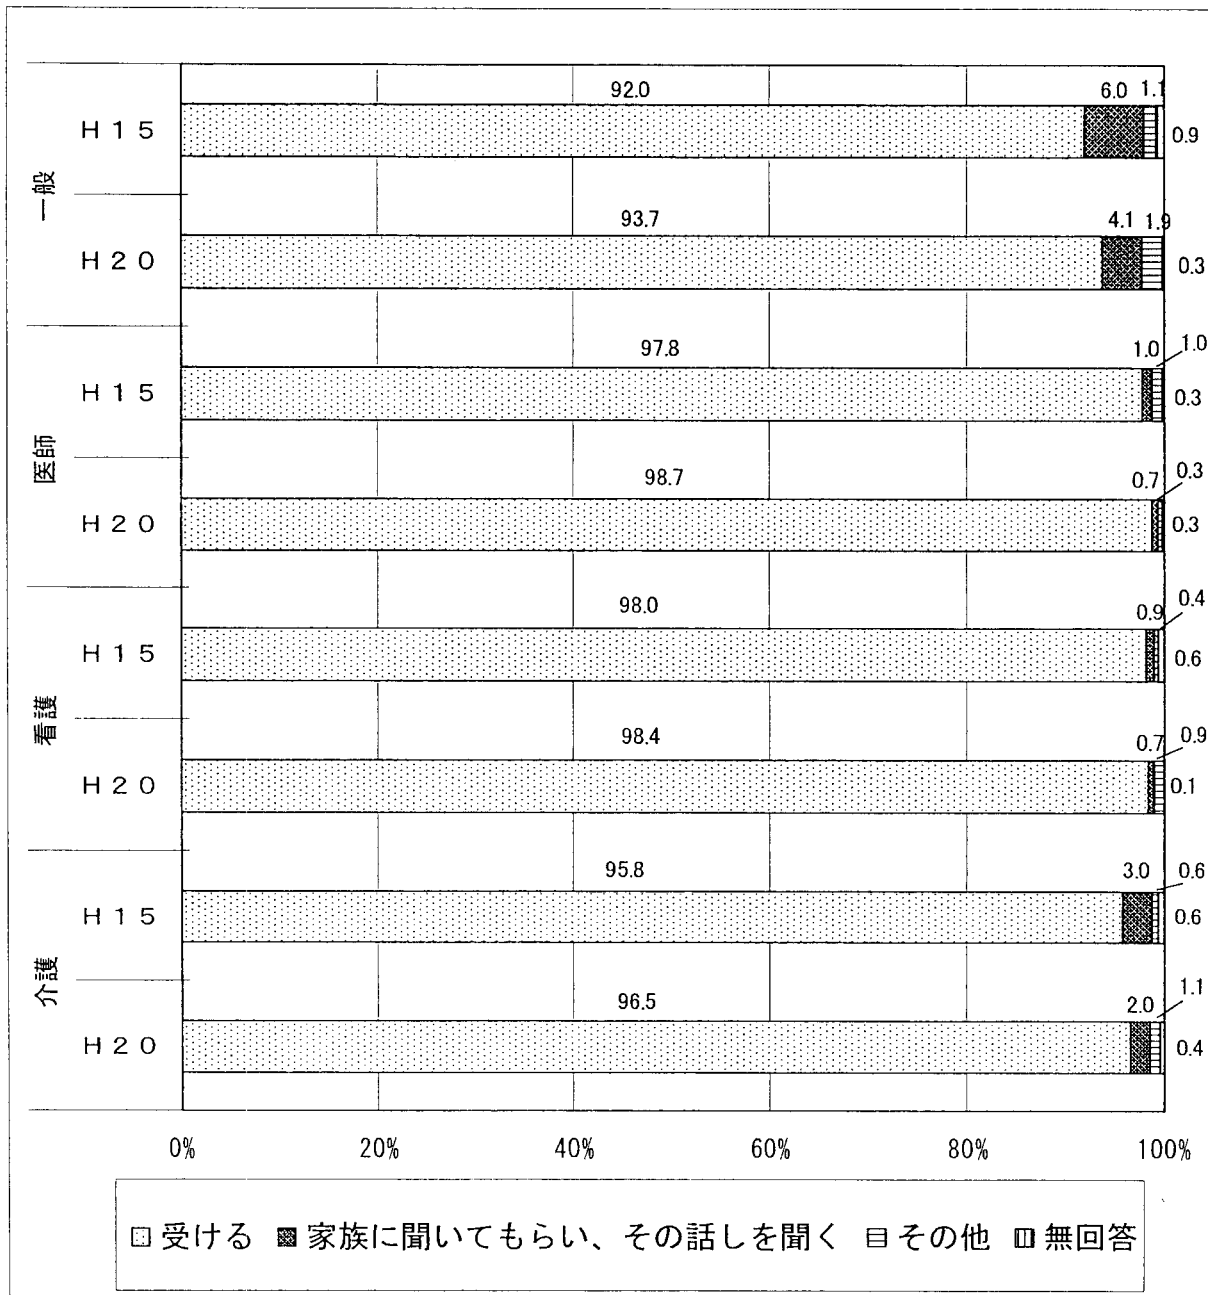 92.0 6.0 1.1
一般 H15 0.9
93.7 4.1 1.9
H20 0.3
97.8 1.0 1.0
医師 H15 0.3
98.7 0.7 0.3
H20 0.3
98.0 0.9 0.4
看護 H15 0.6
98.4 0.7 0.9
H20 0.1
95.8 3.0 0.6
介護 H15 0.6
96.5 2.0 1.1
H20 0.4
0% 20% 40% 60% 80% 100%
受ける 家族に聞いてもらい、その話しを聞く その他 無回答